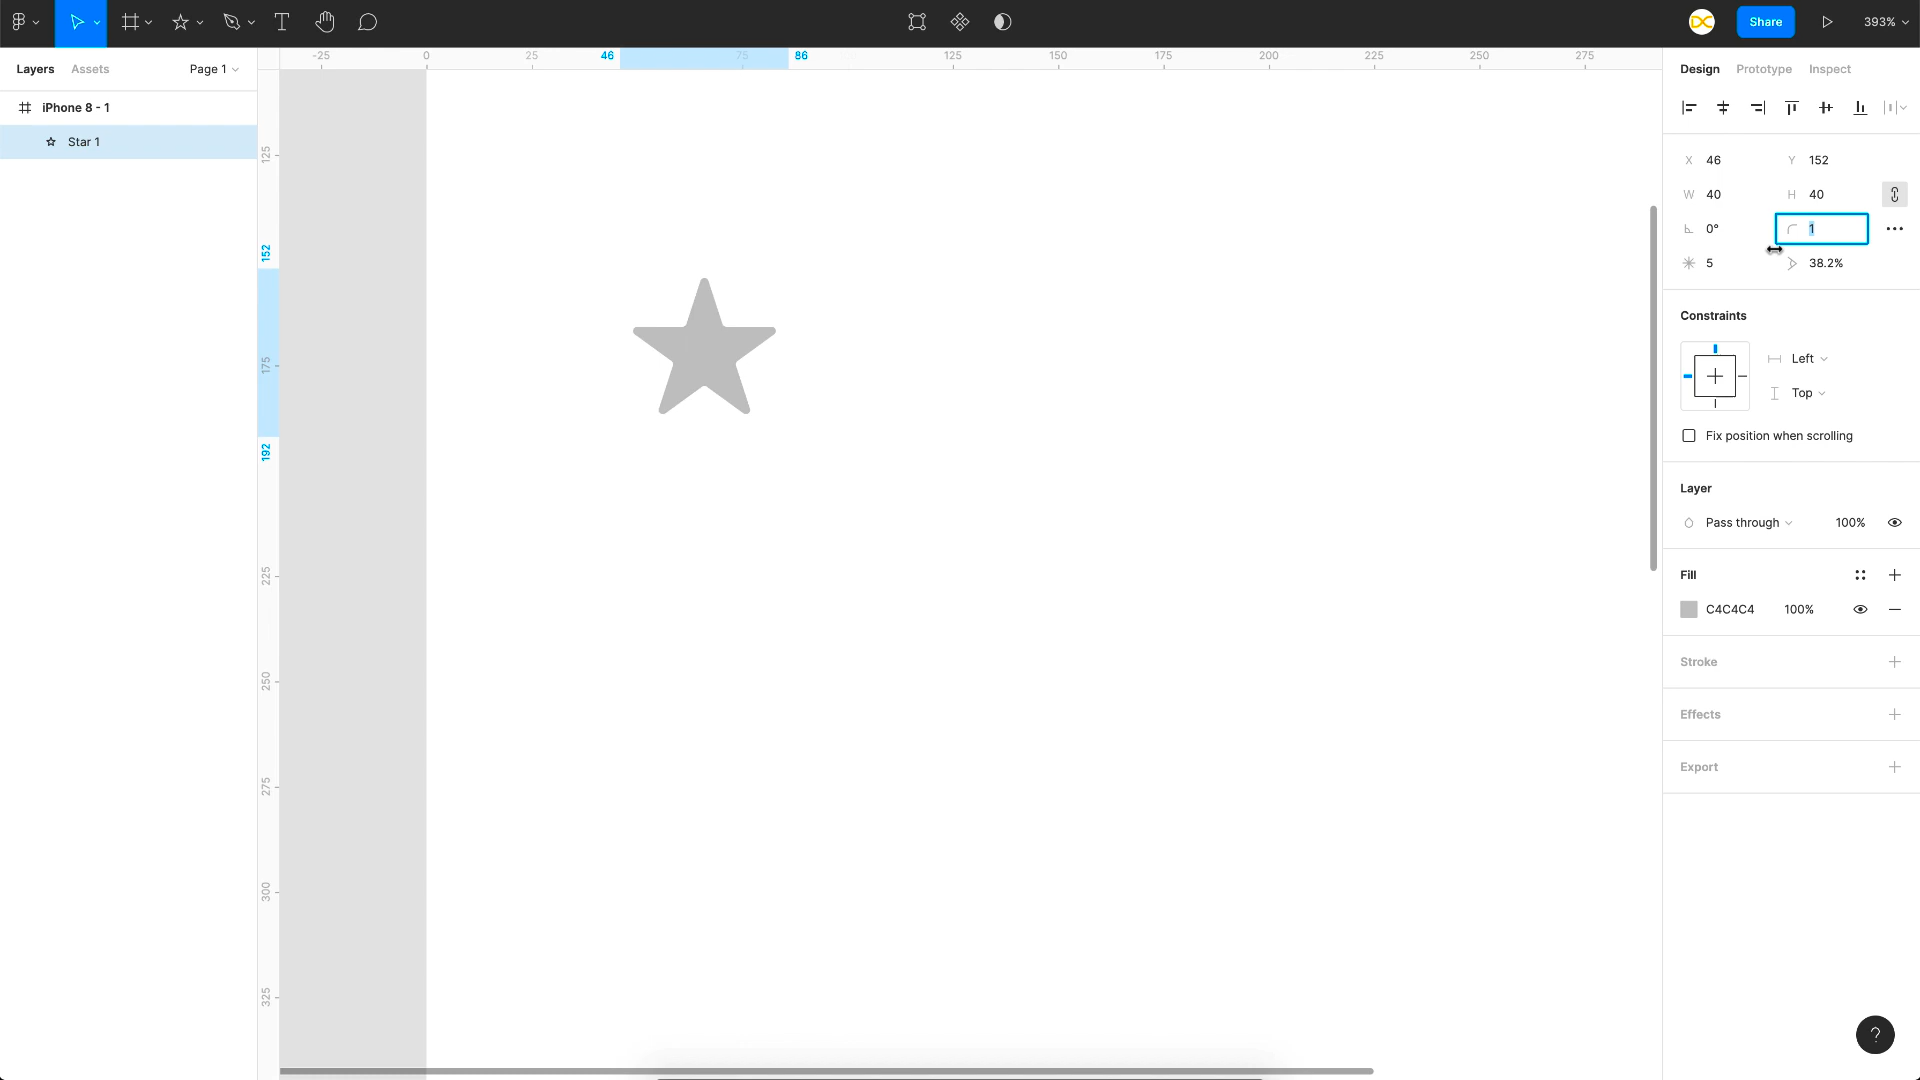 Share
393%
Layers
Assets
Page 1
-25
0
25
46
75
86
125
150
175
200
225
250
275
Design
Prototype
Inspect
iPhone 8 - 1
Star 1
125
152
175
192
225
250
275
300
325
X 46
Y 152
W 40
H 40
0°
1
5
38.2%
Constraints
Left
Top
Fix position when scrolling
Layer
Pass through
100%
Fill
C4C4C4
100%
Stroke
Effects
Export
?